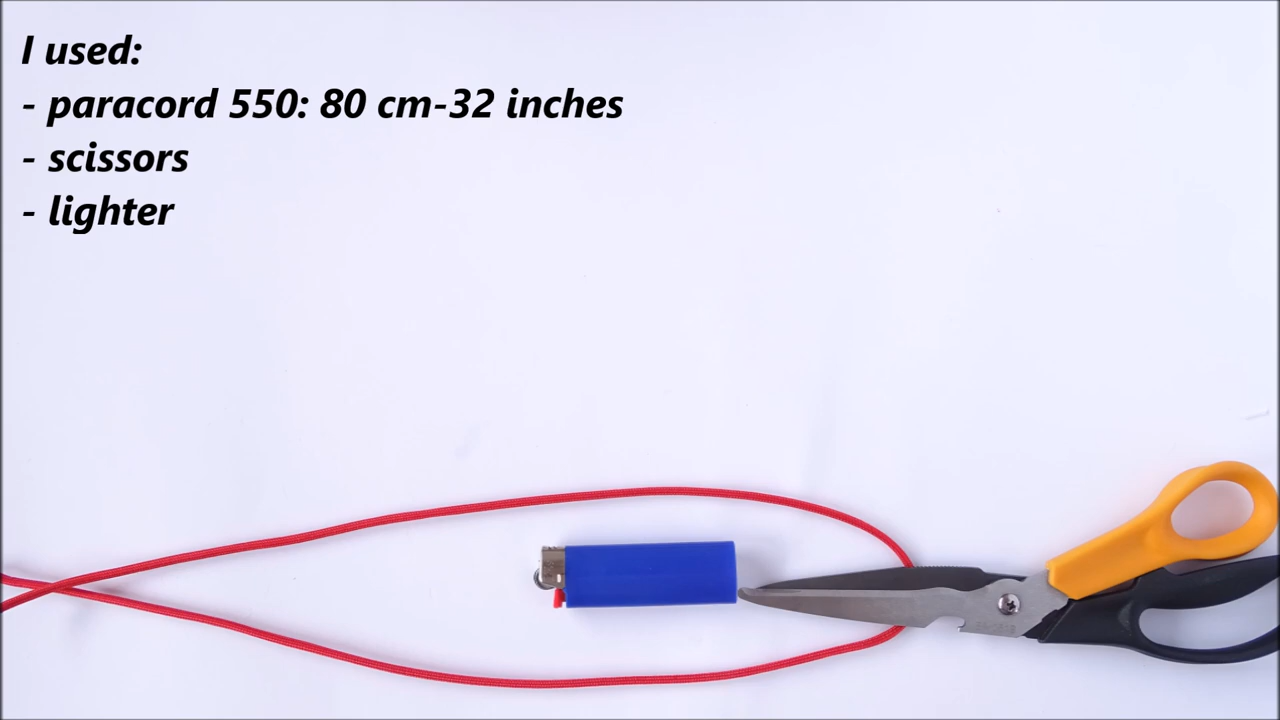 I used:
- paracord 550: 80 cm-32 inches
- scissors
- lighter